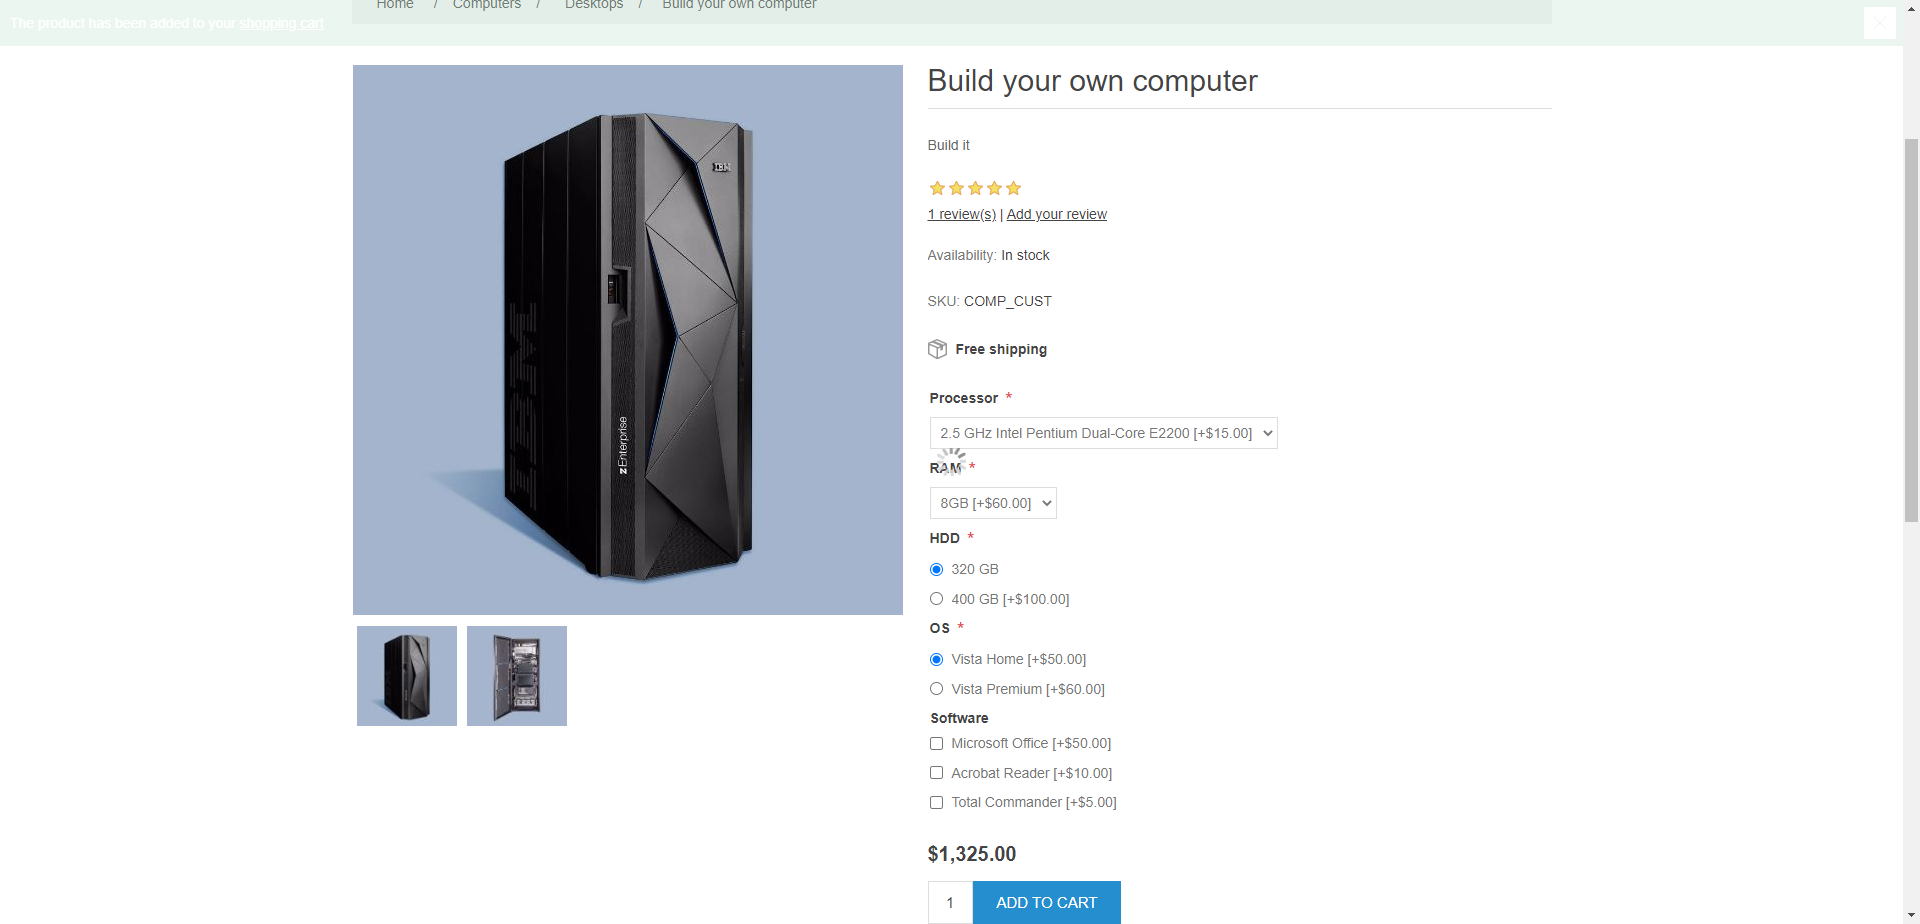 Home / Computers / Desktops / Build your own computer
The product has been added to your shopping cart
Build your own computer
Build it
1 review(s) | Add your review
Availability: In stock
SKU: COMP_CUST
Free shipping
Processor *
2.5 GHz Intel Pentium Dual-Core E2200 [+$15.00]
RAM *
8GB [+$60.00]
HDD *
320 GB
400 GB [+$100.00]
OS *
Vista Home [+$50.00]
Vista Premium [+$60.00]
Software
Microsoft Office [+$50.00]
Acrobat Reader [+$10.00]
Total Commander [+$5.00]
$1,325.00
1 ADD TO CART
IBM
IBM
zEnterprise